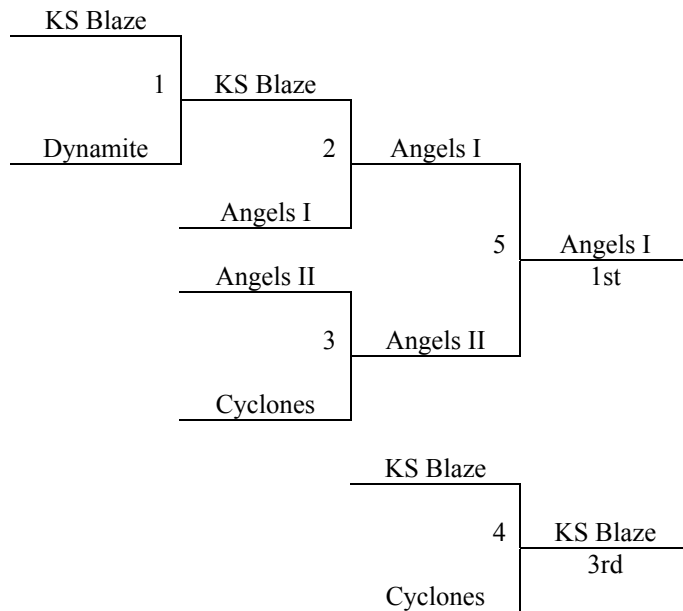 KS Blaze
1
KS Blaze
Dynamite
2
Angels I
Angels I
5
Angels I
1st
Angels II
3
Angels II
Cyclones
KS Blaze
4
KS Blaze
3rd
Cyclones